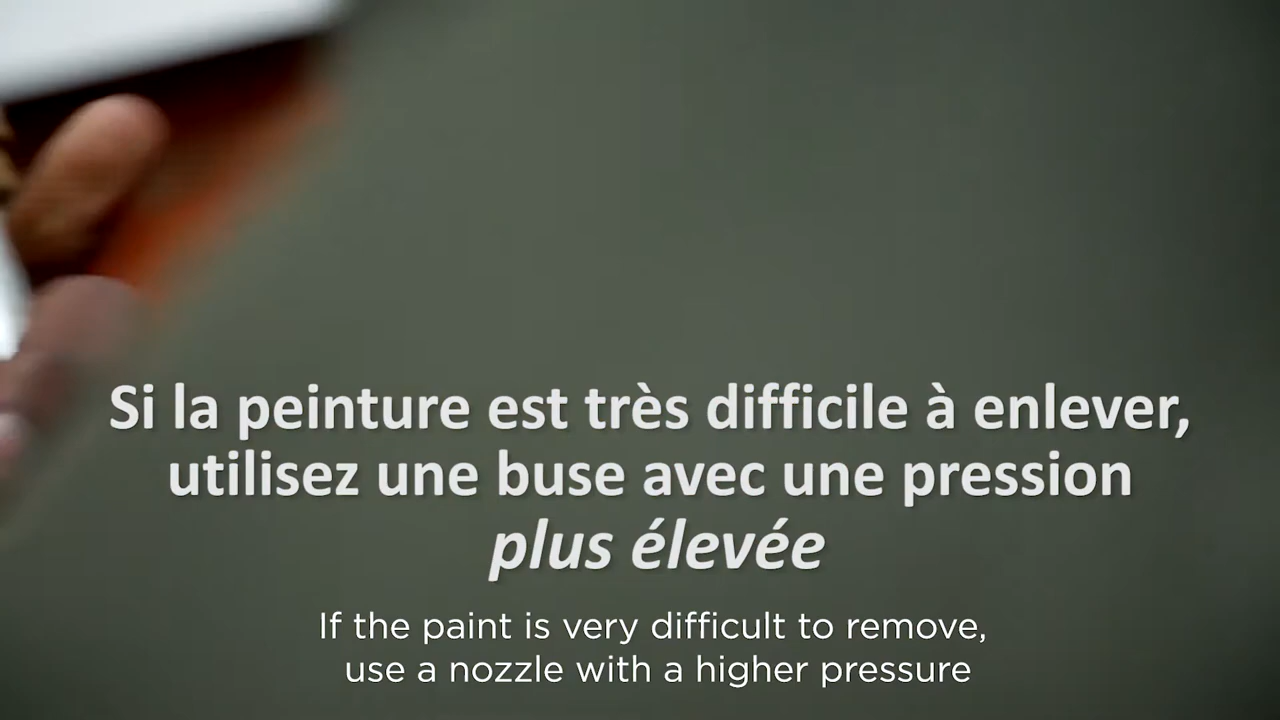 Si la peinture est très difficile à enlever,
utilisez une buse avec une pression
plus élevée
If the paint is very difficult to remove,
use a nozzle with a higher pressure